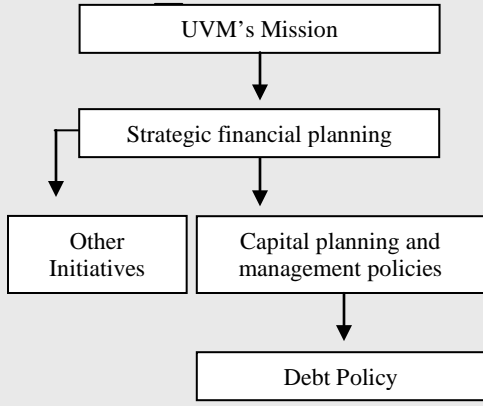 UVM’s Mission
Strategic financial planning
Other
Initiatives
Capital planning and
management policies
Debt Policy